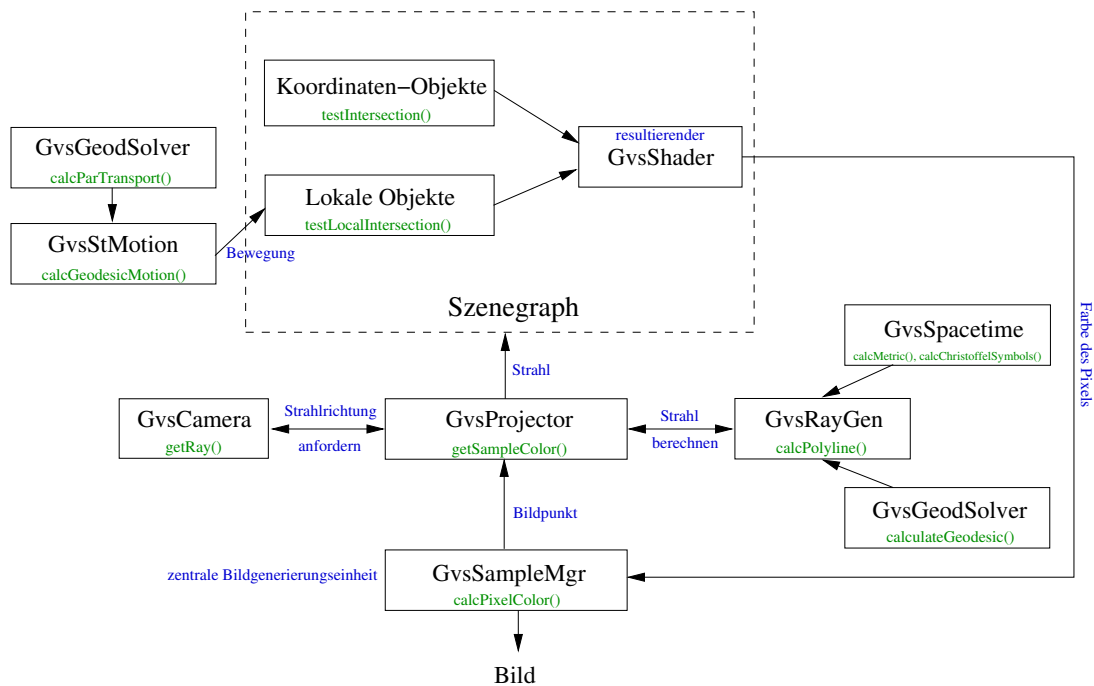 Koordinaten−Objekte
testIntersection()
GvsGeodSolver
calcParTransport()
resultierender
GvsShader
Lokale Objekte
testLocalIntersection()
GvsStMotion
calcGeodesicMotion()
Bewegung
Szenegraph
Farbe des Pixels
GvsSpacetime
calcMetric(), calcChristoffelSymbols()
Strahl
GvsCamera
getRay()
Strahlrichtung
anfordern
GvsProjector
getSampleColor()
Strahl
berechnen
GvsRayGen
calcPolyline()
Bildpunkt
GvsGeodSolver
calculateGeodesic()
zentrale Bildgenerierungseinheit
GvsSampleMgr
calcPixelColor()
Bild